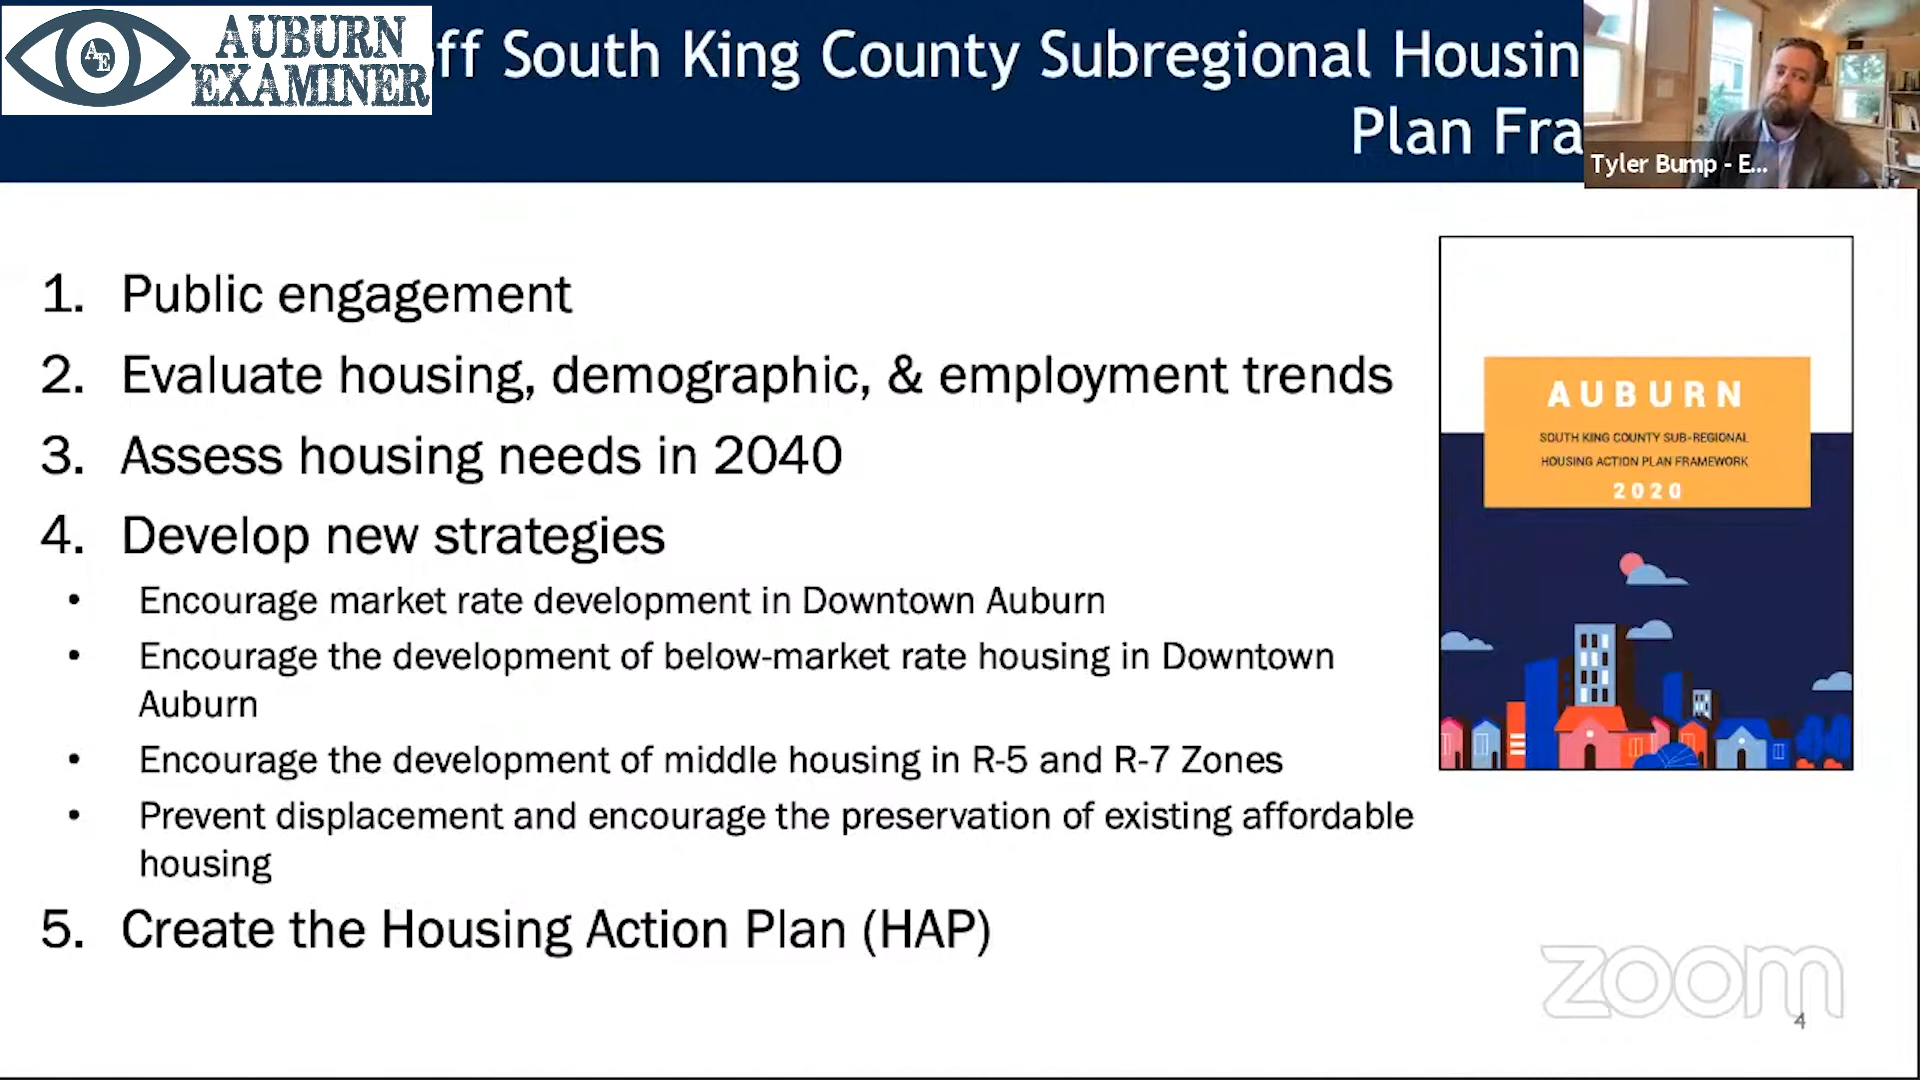 AUBURN
EXAMINER
AE
ff South King County Subregional Housin
Plan Fra
Tyler Bump - E...
1. Public engagement
2. Evaluate housing, demographic, & employment trends
3. Assess housing needs in 2040
4. Develop new strategies
• Encourage market rate development in Downtown Auburn
• Encourage the development of below-market rate housing in Downtown
Auburn
• Encourage the development of middle housing in R-5 and R-7 Zones
• Prevent displacement and encourage the preservation of existing affordable
housing
5. Create the Housing Action Plan (HAP)
AUBURN
SOUTH KING COUNTY SUB-REGIONAL
HOUSING ACTION PLAN FRAMEWORK
2020
zoom
4